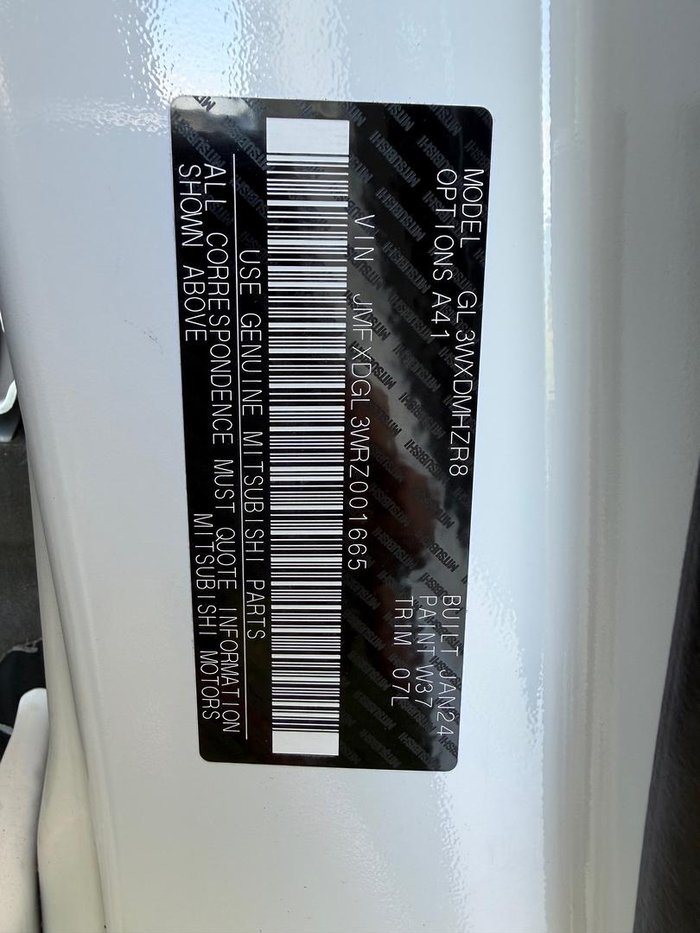 MODEL GL3WXDMHZR8 BUILT JAN24
OPTIONS A41 PAINT W37
TRIM 07L
VIN JMFXDGL3WRZ001665
USE GENUINE MITSUBISHI PARTS
ALL CORRESPONDENCE MUST QUOTE INFORMATION
SHOWN ABOVE MITSUBISHI MOTORS